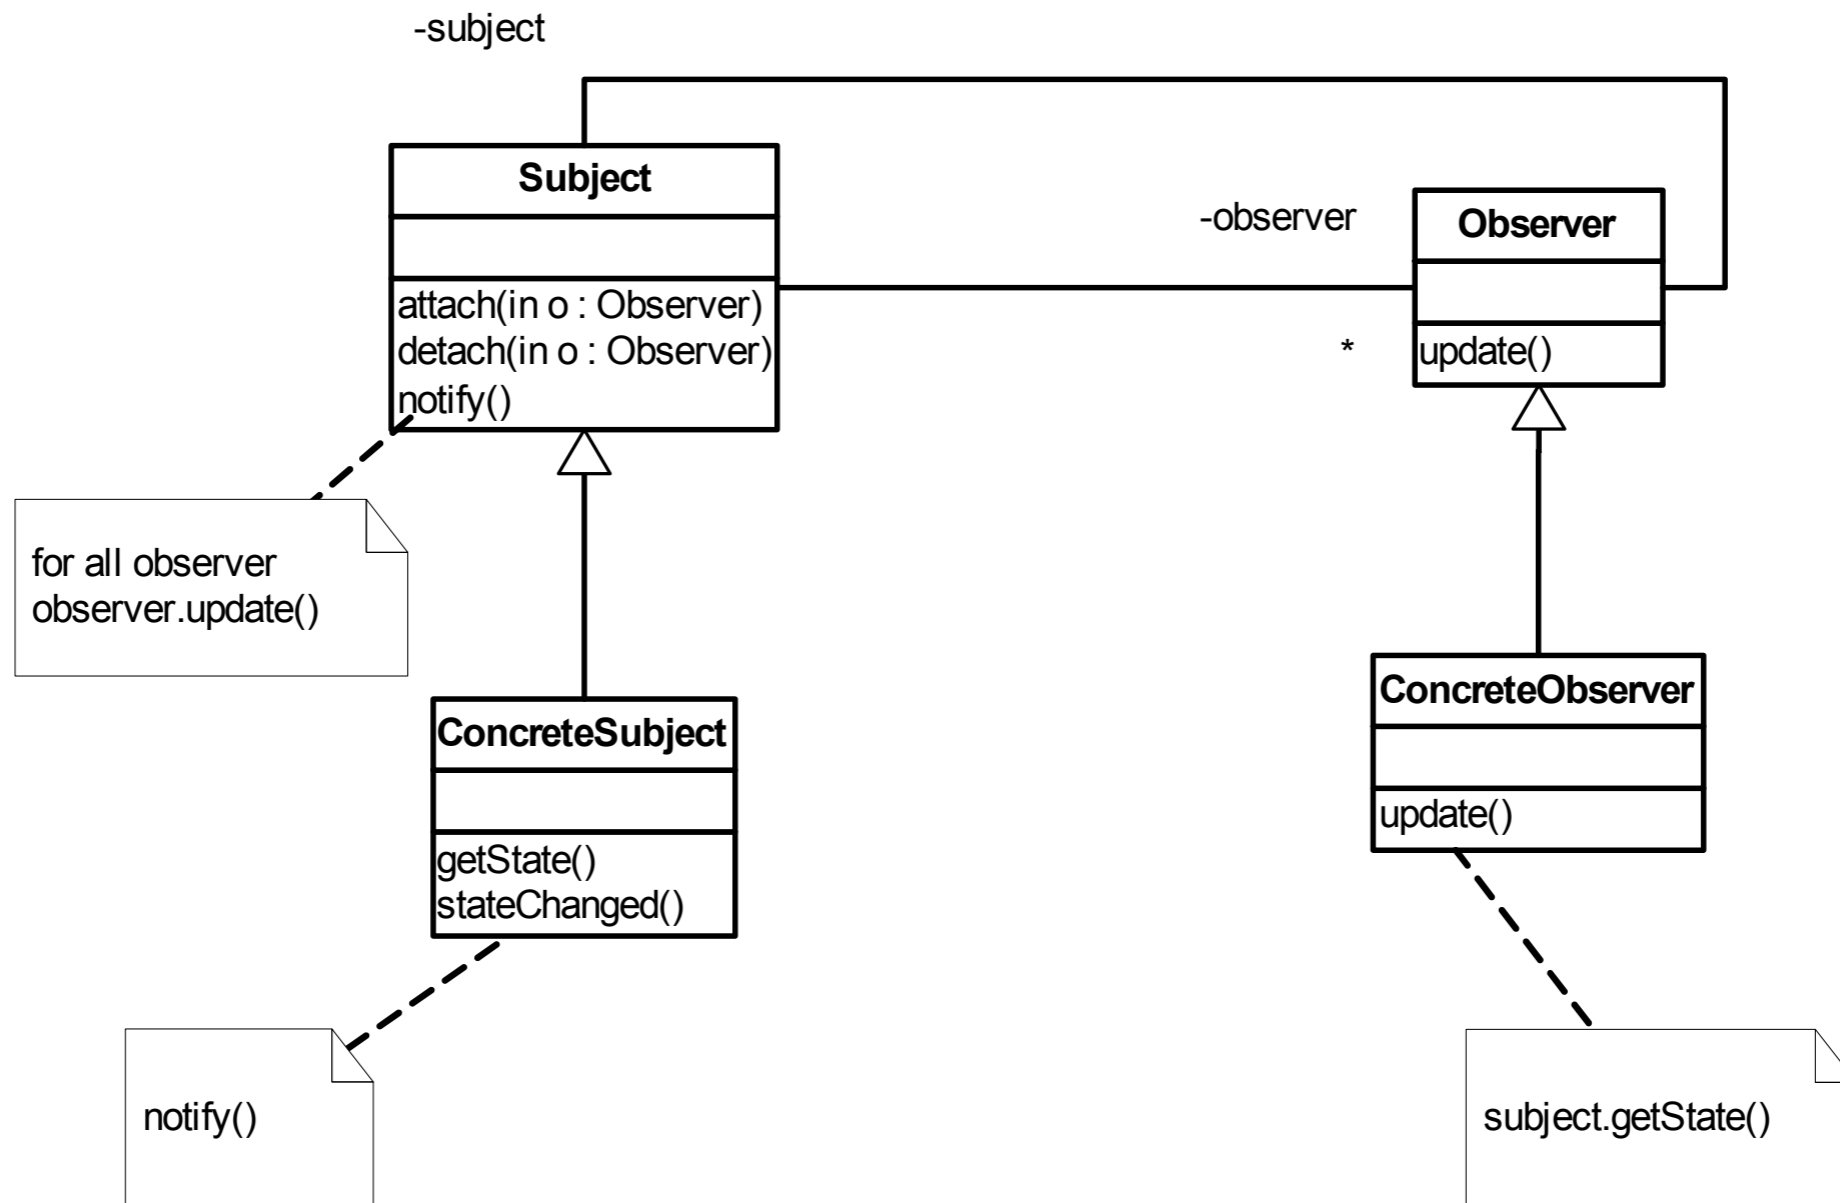 -subject
Subject
attach(in o : Observer)
detach(in o : Observer)
notify()
-observer
*
Observer
update()
for all observer
observer.update()
ConcreteSubject
getState()
stateChanged()
ConcreteObserver
update()
notify()
subject.getState()